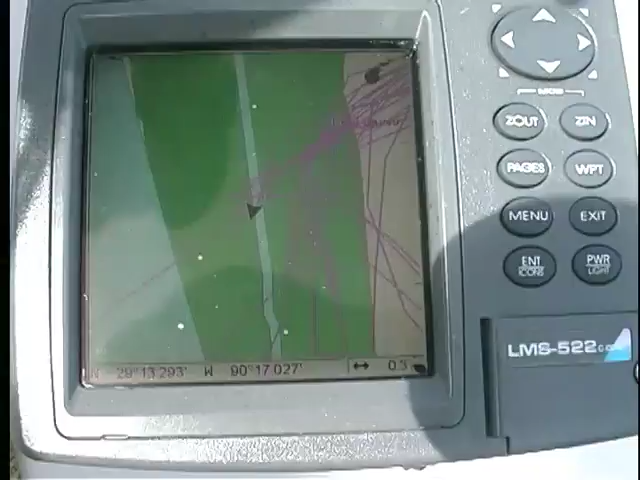 ZOUT ZIN
PAGES WPT
MENU EXIT
ENT PWR
ICONS LIGHT
LMS-522
N 29°13.293' W 90°17.027' ↔ 0.3